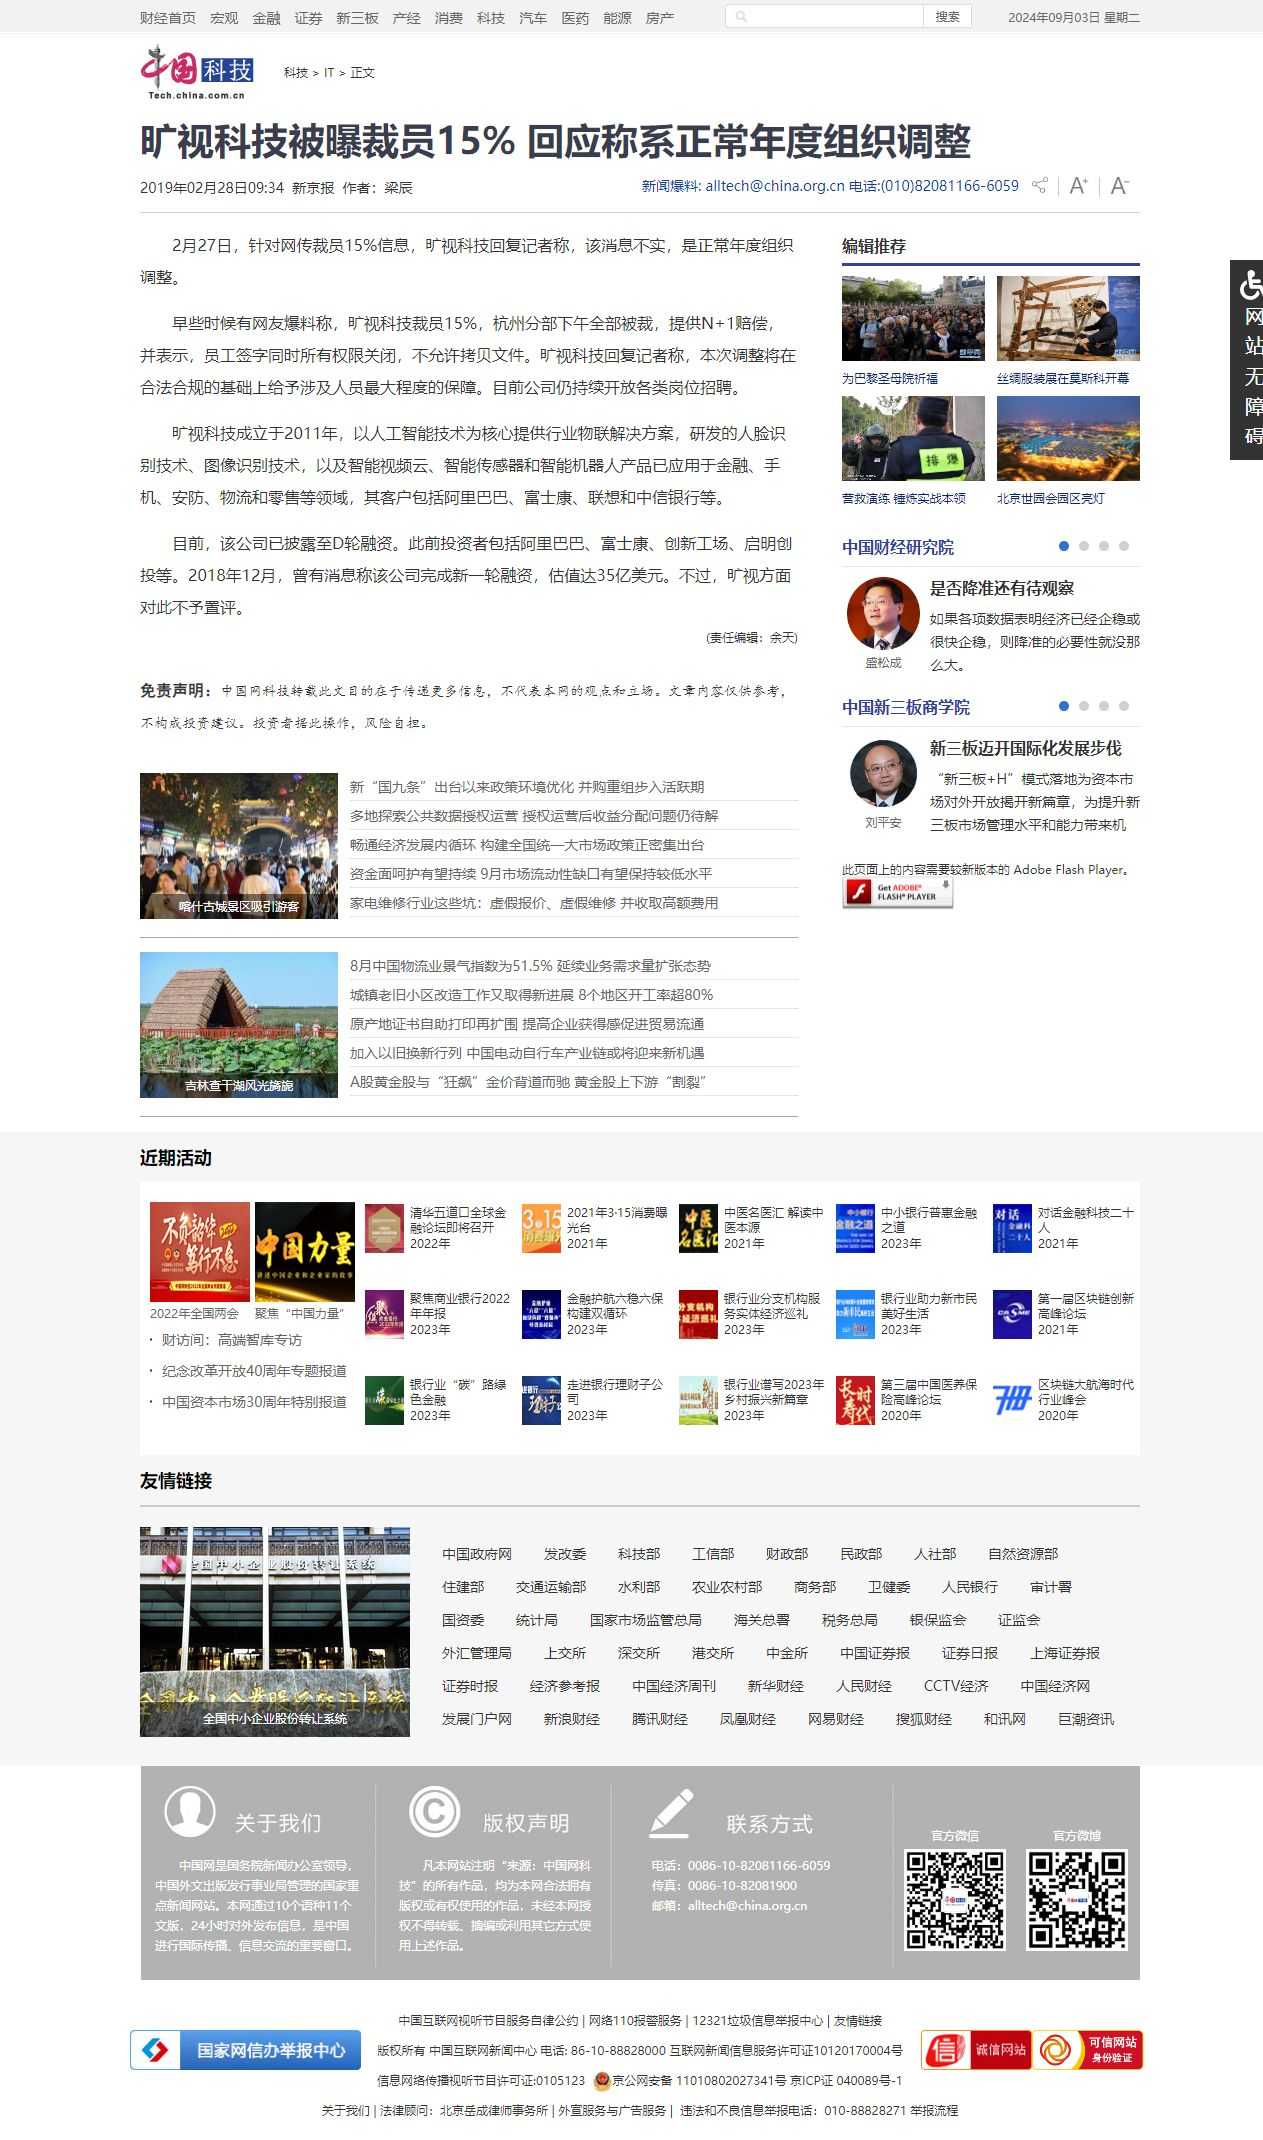 财经首页 宏观 金融 证券 新三板 产经 消费 科技 汽车 医药 能源 房产
搜索
2024年09月03日 星期二
中国科技
Tech.china.com.cn
科技 > IT > 正文
旷视科技被曝裁员15% 回应称系正常年度组织调整
2019年02月28日09:34 新京报 作者：梁辰
新闻爆料: alltech@china.org.cn 电话:(010)82081166-6059
A+ A-
2月27日，针对网传裁员15%信息，旷视科技回复记者称，该消息不实，是正常年度组织
调整。
早些时候有网友爆料称，旷视科技裁员15%，杭州分部下午全部被裁，提供N+1赔偿，
并表示，员工签字同时所有权限关闭，不允许拷贝文件。旷视科技回复记者称，本次调整将在
合法合规的基础上给予涉及人员最大程度的保障。目前公司仍持续开放各类岗位招聘。
旷视科技成立于2011年，以人工智能技术为核心提供行业物联解决方案，研发的人脸识
别技术、图像识别技术，以及智能视频云、智能传感器和智能机器人产品已应用于金融、手
机、安防、物流和零售等领域，其客户包括阿里巴巴、富士康、联想和中信银行等。
目前，该公司已披露至D轮融资。此前投资者包括阿里巴巴、富士康、创新工场、启明创
投等。2018年12月，曾有消息称该公司完成新一轮融资，估值达35亿美元。不过，旷视方面
对此不予置评。
(责任编辑：余天)
免责声明：中国网科技转载此文目的在于传递更多信息，不代表本网的观点和立场。文章内容仅供参考，
不构成投资建议。投资者据此操作，风险自担。
编辑推荐
为巴黎圣母院祈福
丝绸服装展在莫斯科开幕
排爆
营救演练 锤炼实战本领
北京世园会园区亮灯
中国财经研究院
是否降准还有待观察
如果各项数据表明经济已经企稳或
很快企稳，则降准的必要性就没那
么大。
盛松成
中国新三板商学院
新三板迈开国际化发展步伐
“新三板+H”模式落地为资本市
场对外开放揭开新篇章，为提升新
三板市场管理水平和能力带来机
刘平安
此页面上的内容需要较新版本的 Adobe Flash Player。
Get ADOBE®
FLASH® PLAYER
网
站
无
障
碍
喀什古城景区吸引游客
新“国九条”出台以来政策环境优化 并购重组步入活跃期
多地探索公共数据授权运营 授权运营后收益分配问题仍待解
畅通经济发展内循环 构建全国统一大市场政策正密集出台
资金面呵护有望持续 9月市场流动性缺口有望保持较低水平
家电维修行业这些坑：虚假报价、虚假维修 并收取高额费用
吉林查干湖风光旖旎
8月中国物流业景气指数为51.5% 延续业务需求量扩张态势
城镇老旧小区改造工作又取得新进展 8个地区开工率超80%
原产地证书自助打印再扩围 提高企业获得感促进贸易流通
加入以旧换新行列 中国电动自行车产业链或将迎来新机遇
A股黄金股与“狂飙”金价背道而驰 黄金股上下游“割裂”
近期活动
不负韶华
笃行不怠
中国力量
讲述中国企业和企业家的故事
2022年全国两会 聚焦“中国力量”
· 财访间：高端智库专访
· 纪念改革开放40周年专题报道
· 中国资本市场30周年特别报道
清华五道口全球金
融论坛即将召开
2022年
2021年3·15消费曝
光台
2021年
中医名医汇 解读中
医本源
2021年
中小银行普惠金融
之道
2023年
对话金融科技二十
人
2021年
聚焦商业银行2022
年年报
2023年
金融护航六稳六保
构建双循环
2023年
银行业分支机构服
务实体经济巡礼
2023年
银行业助力新市民
美好生活
2023年
第一届区块链创新
高峰论坛
2021年
银行业“碳”路绿
色金融
2023年
走进银行理财子公
司
2023年
银行业谱写2023年
乡村振兴新篇章
2023年
第三届中国医养保
险高峰论坛
2020年
区块链大航海时代
行业峰会
2020年
友情链接
全国中小企业股份转让系统
中国政府网 发改委 科技部 工信部 财政部 民政部 人社部 自然资源部
住建部 交通运输部 水利部 农业农村部 商务部 卫健委 人民银行 审计署
国资委 统计局 国家市场监管总局 海关总署 税务总局 银保监会 证监会
外汇管理局 上交所 深交所 港交所 中金所 中国证券报 证券日报 上海证券报
证券时报 经济参考报 中国经济周刊 新华财经 人民财经 CCTV经济 中国经济网
发展门户网 新浪财经 腾讯财经 凤凰财经 网易财经 搜狐财经 和讯网 巨潮资讯
关于我们
中国网是国务院新闻办公室领导，
中国外文出版发行事业局管理的国家重
点新闻网站。本网通过10个语种11个
文版，24小时对外发布信息，是中国
进行国际传播、信息交流的重要窗口。
版权声明
凡本网站注明“来源：中国网科
技”的所有作品，均为本网合法拥有
版权或有权使用的作品，未经本网授
权不得转载、摘编或利用其它方式使
用上述作品。
联系方式
电话：0086-10-82081166-6059
传真：0086-10-82081900
邮箱：alltech@china.org.cn
官方微信 官方微博
中国互联网视听节目服务自律公约 | 网络110报警服务 | 12321垃圾信息举报中心 | 友情链接
国家网信办举报中心
版权所有 中国互联网新闻中心 电话: 86-10-88828000 互联网新闻信息服务许可证10120170004号
信息网络传播视听节目许可证:0105123 京公网安备 11010802027341号 京ICP证 040089号-1
关于我们 | 法律顾问：北京岳成律师事务所 | 外宣服务与广告服务 | 违法和不良信息举报电话：010-88828271 举报流程
信 诚信网站
可信网站
身份验证